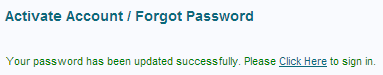 Activate Account / Forgot Password
Your password has been updated successfully. Please Click Here to sign in.